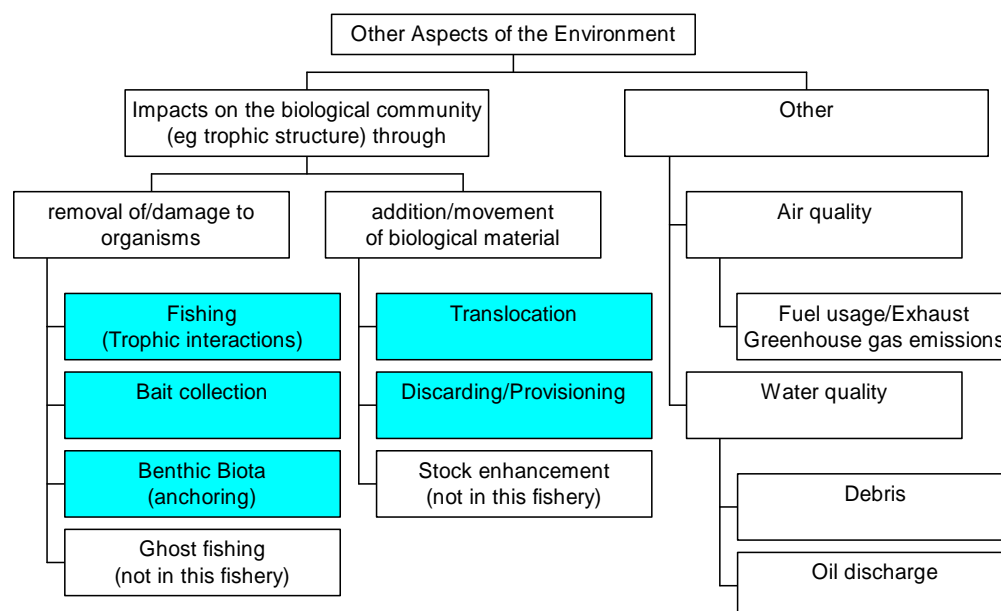 Other Aspects of the Environment
Impacts on the biological community
(eg trophic structure) through
Other
removal of/damage to
organisms
addition/movement
of biological material
Air quality
Fishing
(Trophic interactions)
Translocation
Fuel usage/Exhaust
Greenhouse gas emissions
Bait collection
Discarding/Provisioning
Water quality
Benthic Biota
(anchoring)
Stock enhancement
(not in this fishery)
Debris
Ghost fishing
(not in this fishery)
Oil discharge